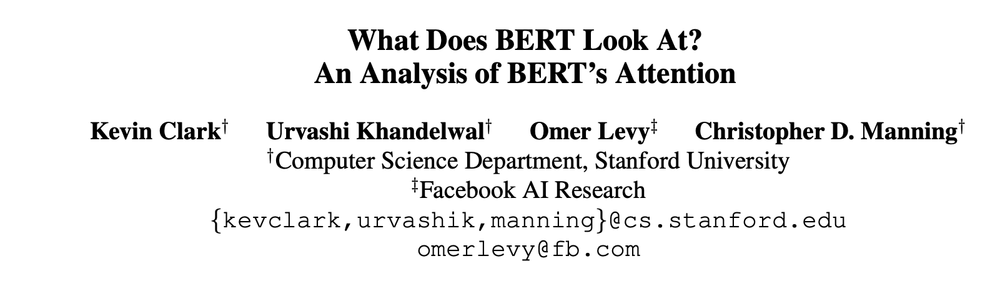 What Does BERT Look At?
An Analysis of BERT’s Attention
Kevin Clark† Urvashi Khandelwal† Omer Levy‡ Christopher D. Manning†
†Computer Science Department, Stanford University
‡Facebook AI Research
{kevclark,urvashik,manning}@cs.stanford.edu
omerlevy@fb.com